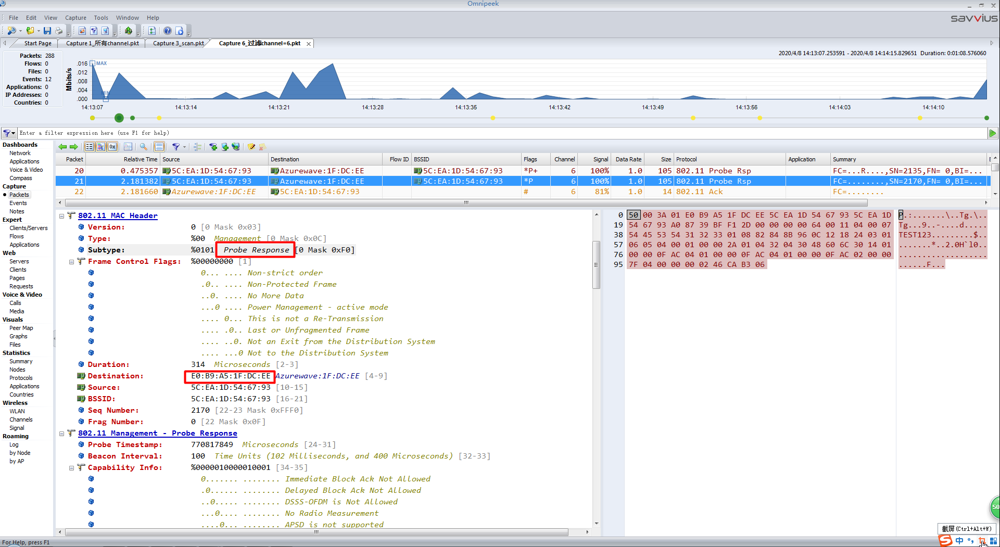 Omnipeek
File Edit View Capture Tools Window Help
savvius
Start Page Capture 1_所有channel.pkt Capture 3_scan.pkt Capture 6_过滤channel=6.pkt
2020/4/8 14:13:07.253591 - 2020/4/8 14:14:15.829651 Duration: 0:01:08.576060
Packets: 288
Flows: 0
Files: 0
Events: 12
Applications: 0
IP Addresses: 0
Countries: 0
Mbits/s
.016
.012
.008
.004
.000
MAX
MIN
14:13:07 14:13:14 14:13:21 14:13:28 14:13:35 14:13:42 14:13:49 14:13:56 14:14:03 14:14:10
Enter a filter expression here (use F1 for help)
Dashboards
Network
Applications
Voice & Video
Compass
Capture
Packets
Events
Notes
Expert
Clients/Servers
Flows
Applications
Web
Servers
Clients
Pages
Requests
Voice & Video
Calls
Media
Visuals
Peer Map
Graphs
Files
Statistics
Summary
Nodes
Protocols
Applications
Countries
Wireless
WLAN
Channels
Signal
Roaming
Log
by Node
by AP
Packet Relative Time Source Destination Flow ID BSSID Flags Channel Signal Data Rate Size Protocol Application Summary
20 0.475357 5C:EA:1D:54:67:93 Azurewave:1F:DC:EE 5C:EA:1D:54:67:93 *P+ 6 100% 1.0 105 802.11 Probe Rsp FC=...R....,SN=2135,FN= 0,BI=...
21 2.181382 5C:EA:1D:54:67:93 Azurewave:1F:DC:EE 5C:EA:1D:54:67:93 *P 6 100% 1.0 105 802.11 Probe Rsp FC=........,SN=2170,FN= 0,BI=...
22 2.181660 Azurewave:1F:DC:EE 5C:EA:1D:54:67:93 # 6 81% 1.0 14 802.11 Ack FC=........
802.11 MAC Header
Version: 0 [0 Mask 0x03]
Type: %00 Management [0 Mask 0x0C]
Subtype: %0101 Probe Response [0 Mask 0xF0]
Frame Control Flags: %00000000 [1]
0... .... Non-strict order
.0.. .... Non-Protected Frame
..0. .... No More Data
...0 .... Power Management - active mode
.... 0... This is not a Re-Transmission
.... .0.. Last or Unfragmented Frame
.... ..0. Not an Exit from the Distribution System
.... ...0 Not to the Distribution System
Duration: 314 Microseconds [2-3]
Destination: E0:B9:A5:1F:DC:EE Azurewave:1F:DC:EE [4-9]
Source: 5C:EA:1D:54:67:93 [10-15]
BSSID: 5C:EA:1D:54:67:93 [16-21]
Seq Number: 2170 [22-23 Mask 0xFFF0]
Frag Number: 0 [22 Mask 0x0F]
802.11 Management - Probe Response
Probe Timestamp: 770817849 Microseconds [24-31]
Beacon Interval: 100 Time Units (102 Milliseconds, and 400 Microseconds) [32-33]
Capability Info: %0000010000010001 [34-35]
0....... ........ Immediate Block Ack Not Allowed
.0...... ........ Delayed Block Ack Not Allowed
..0..... ........ DSSS-OFDM is Not Allowed
...0.... ........ No Radio Measurement
....0... ........ APSD is not supported
0 50 00 3A 01 E0 B9 A5 1F DC EE 5C EA 1D 54 67 93 5C EA 1D P.:.......\..Tg.\..
19 54 67 93 A0 87 39 BF F1 2D 00 00 00 00 64 00 11 04 00 07 Tg...9..-....d.....
38 54 45 53 54 31 32 33 01 08 82 84 8B 96 0C 12 18 24 03 01 TEST123.........$..
57 06 05 04 00 01 00 00 2A 01 04 32 04 30 48 60 6C 30 14 01 .......*..2.0H`l0...
76 00 00 0F AC 04 01 00 00 0F AC 04 01 00 00 0F AC 02 00 00 ...................
95 7F 04 00 00 00 02 46 CA B3 06 ......F...
50
截屏(Ctrl+Alt+W)
For Help, press F1
S 中